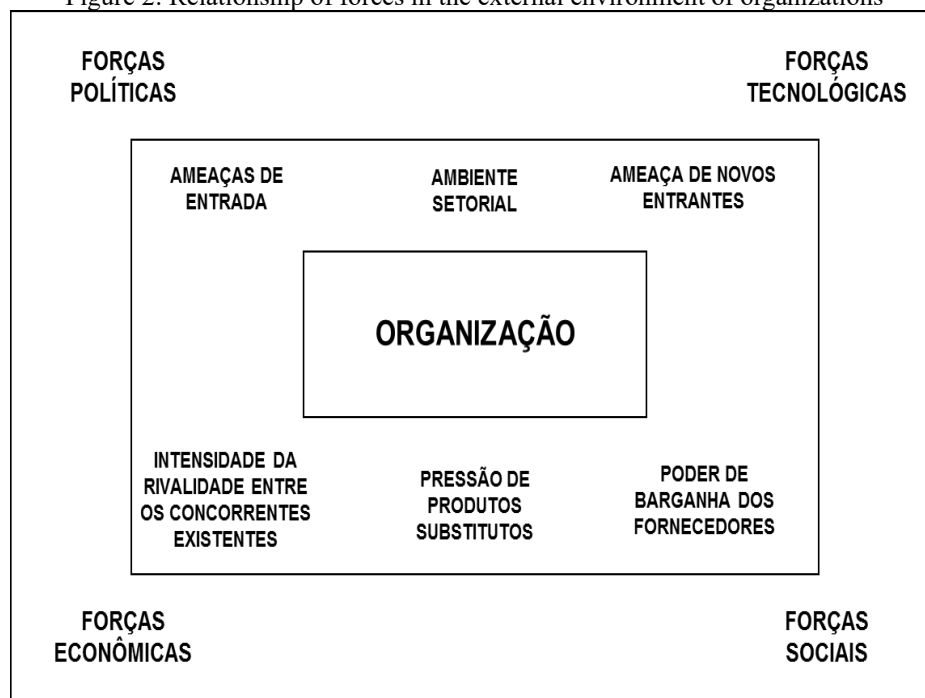 Figure 2: Relationship of forces in the external environment of organizations
FORÇAS
POLÍTICAS
FORÇAS
TECNOLÓGICAS
AMEAÇAS DE
ENTRADA
AMBIENTE
SETORIAL
AMEAÇA DE NOVOS
ENTRANTES
ORGANIZAÇÃO
INTENSIDADE DA
RIVALIDADE ENTRE
OS CONCORRENTES
EXISTENTES
PRESSÃO DE
PRODUTOS
SUBSTITUTOS
PODER DE
BARGANHA DOS
FORNECEDORES
FORÇAS
ECONÔMICAS
FORÇAS
SOCIAIS